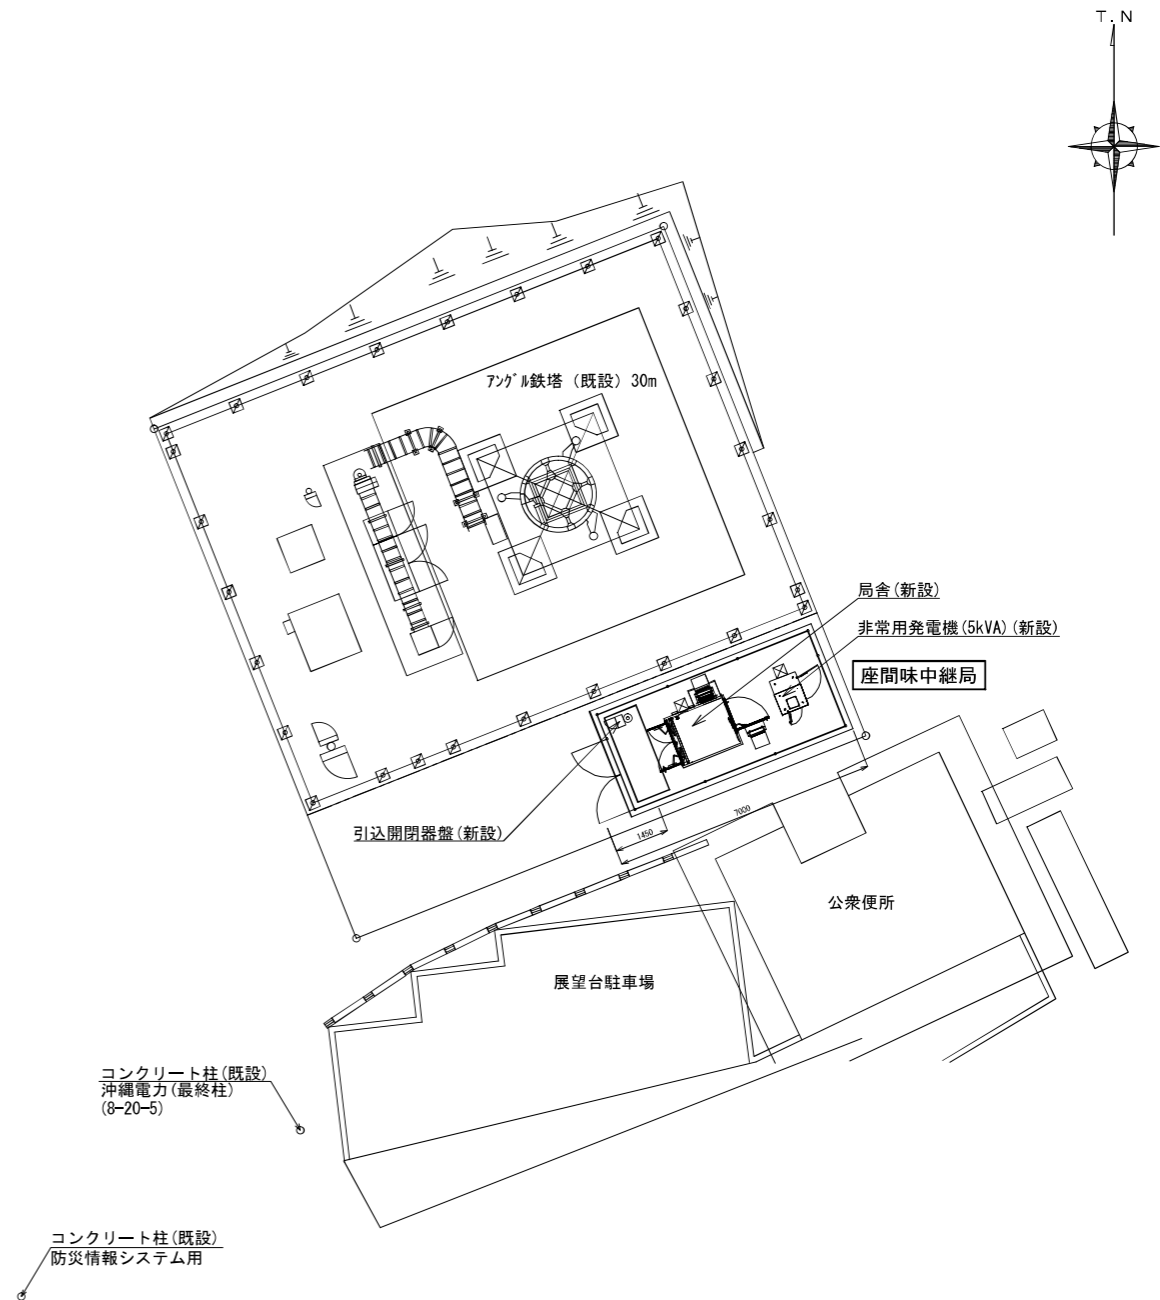 T.N
ｱﾝｸﾞﾙ鉄塔（既設）30m
局舎(新設)
非常用発電機(5kVA)(新設)
座間味中継局
引込開閉器盤(新設)
1450
7000
公衆便所
展望台駐車場
コンクリート柱(既設)
沖縄電力(最終柱)
(8-20-5)
コンクリート柱(既設)
防災情報システム用